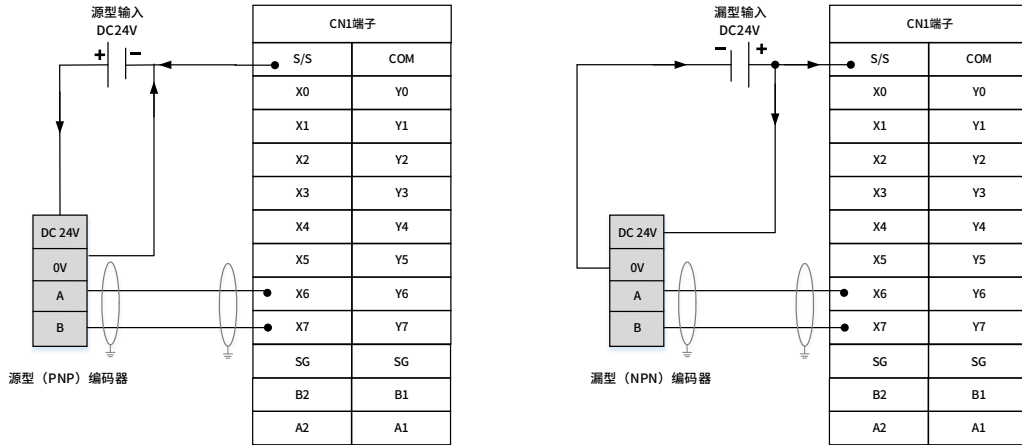 源型输入
DC24V
+ −
CN1端子
S/S COM
X0 Y0
X1 Y1
X2 Y2
X3 Y3
X4 Y4
X5 Y5
X6 Y6
X7 Y7
SG SG
B2 B1
A2 A1
DC 24V
0V
A
B
源型（PNP）编码器
漏型输入
DC24V
− +
CN1端子
S/S COM
X0 Y0
X1 Y1
X2 Y2
X3 Y3
X4 Y4
X5 Y5
X6 Y6
X7 Y7
SG SG
B2 B1
A2 A1
DC 24V
0V
A
B
漏型（NPN）编码器